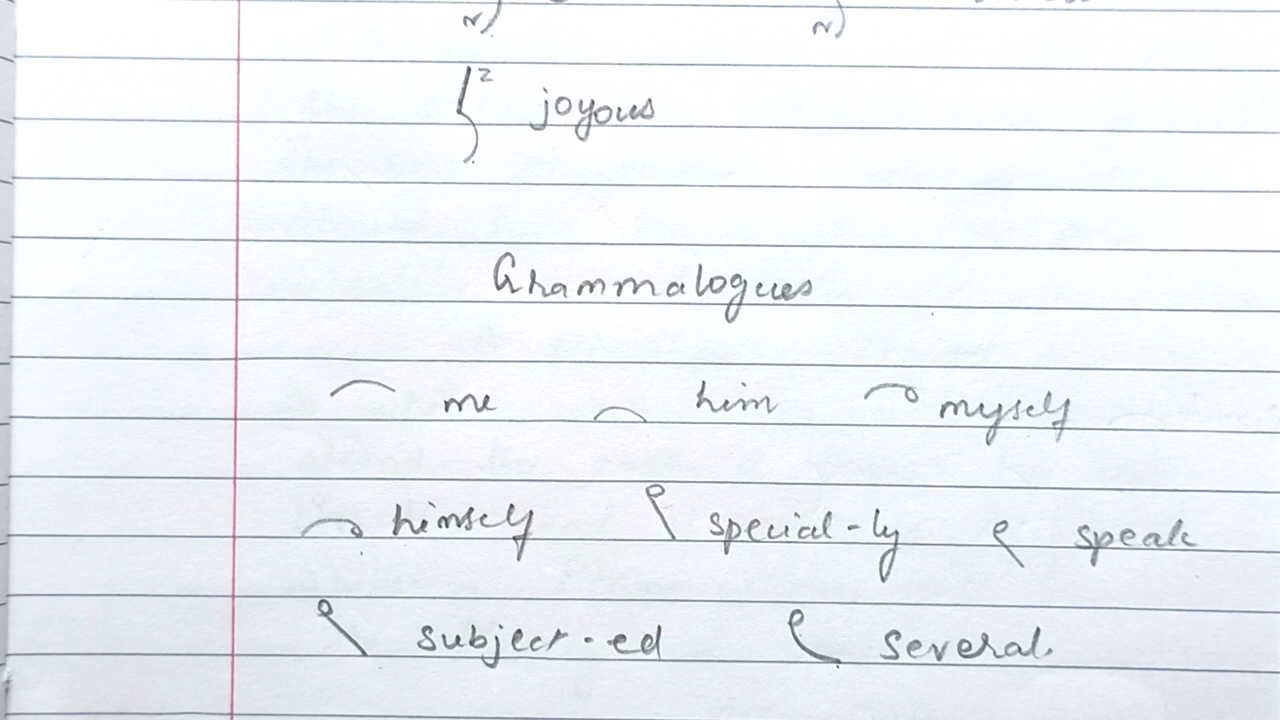 joyous
Grammalogues
me him myself
himself special-ly speak
subject-ed several.